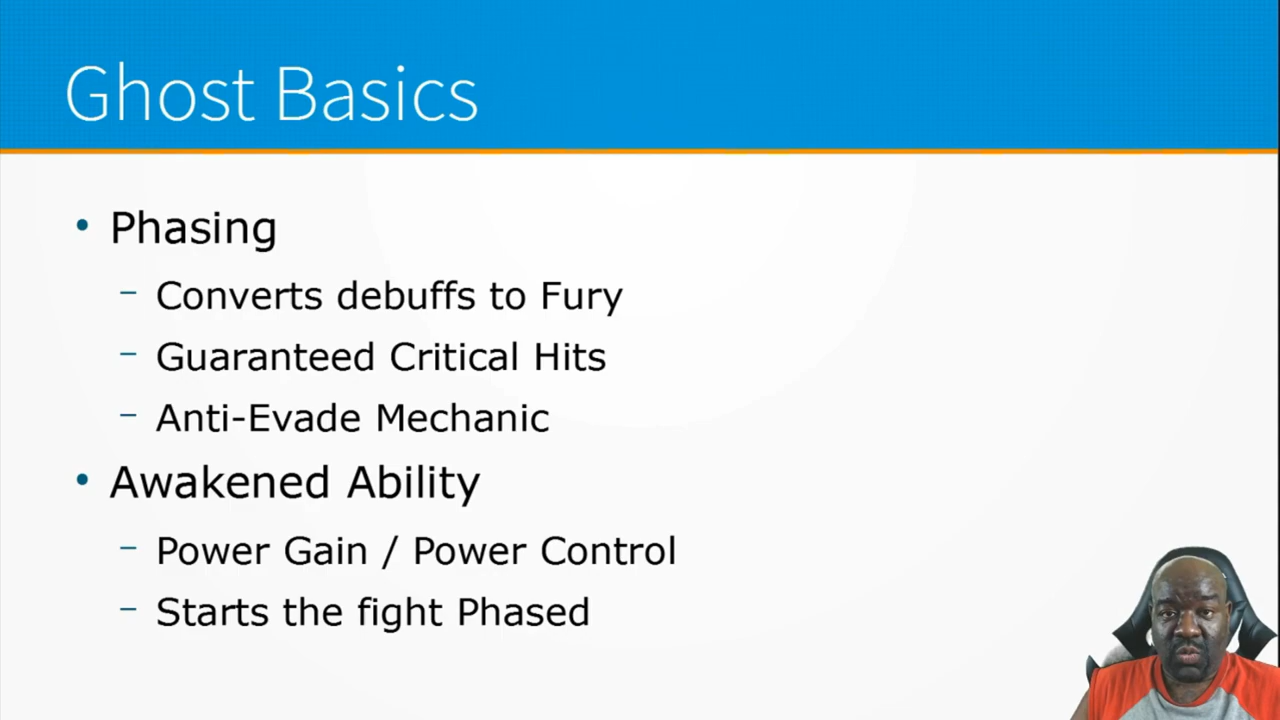 Ghost Basics
• Phasing
– Converts debuffs to Fury
– Guaranteed Critical Hits
– Anti-Evade Mechanic
• Awakened Ability
– Power Gain / Power Control
– Starts the fight Phased